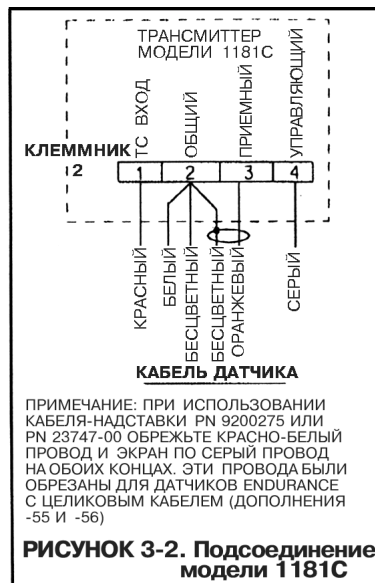 ТРАНСМИТТЕР
МОДЕЛИ 1181С
ТС ВХОД
ОБЩИЙ
ПРИЕМНЫЙ
УПРАВЛЯЮЩИЙ
КЛЕММНИК
2
1 2 3 4
КРАСНЫЙ
БЕЛЫЙ
БЕСЦВЕТНЫЙ
БЕСЦВЕТНЫЙ
ОРАНЖЕВЫЙ
СЕРЫЙ
КАБЕЛЬ ДАТЧИКА
ПРИМЕЧАНИЕ: ПРИ ИСПОЛЬЗОВАНИИ
КАБЕЛЯ-НАДСТАВКИ PN 9200275 ИЛИ
PN 23747-00 ОБРЕЖЬТЕ КРАСНО-БЕЛЫЙ
ПРОВОД И ЭКРАН ПО СЕРЫЙ ПРОВОД
НА ОБОИХ КОНЦАХ. ЭТИ ПРОВОДА БЫЛИ
ОБРЕЗАНЫ ДЛЯ ДАТЧИКОВ ENDURANCE
С ЦЕЛИКОВЫМ КАБЕЛЕМ (ДОПОЛНЕНИЯ
-55 И -56)
РИСУНОК 3-2. Подсоединение
модели 1181С